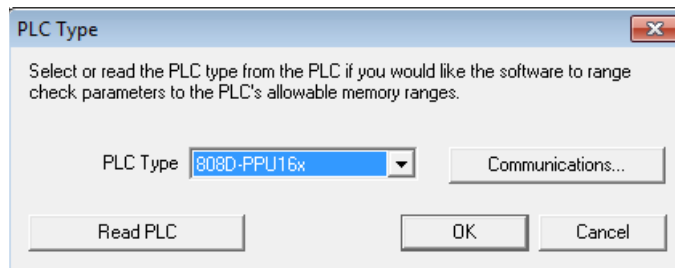 PLC Type
Select or read the PLC type from the PLC if you would like the software to range
check parameters to the PLC's allowable memory ranges.
PLC Type 808D-PPU16x Communications...
Read PLC OK Cancel